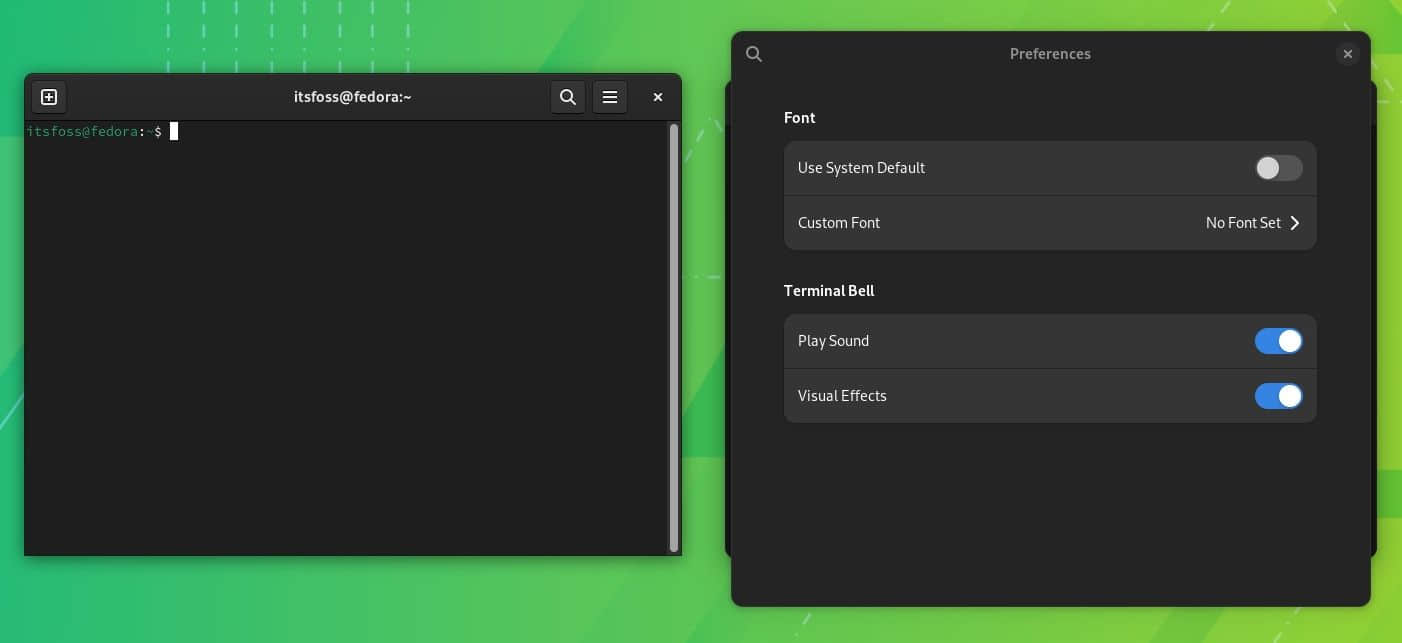 itsfoss@fedora:~
itsfoss@fedora:~$
Preferences
Font
Use System Default
Custom Font No Font Set
Terminal Bell
Play Sound
Visual Effects